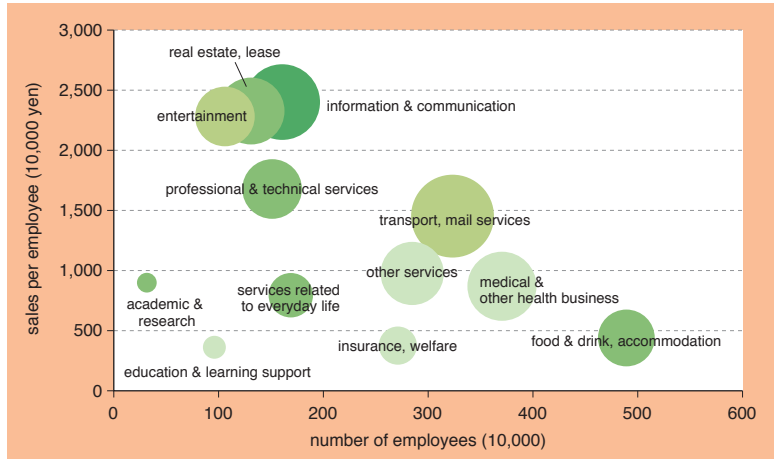 3,000
2,500
2,000
1,500
1,000
500
0
sales per employee (10,000 yen)
real estate, lease
entertainment
information & communication
professional & technical services
transport, mail services
other services
medical &
other health business
services related
to everyday life
academic &
research
food & drink, accommodation
insurance, welfare
education & learning support
0
100
200
300
400
500
600
number of employees (10,000)